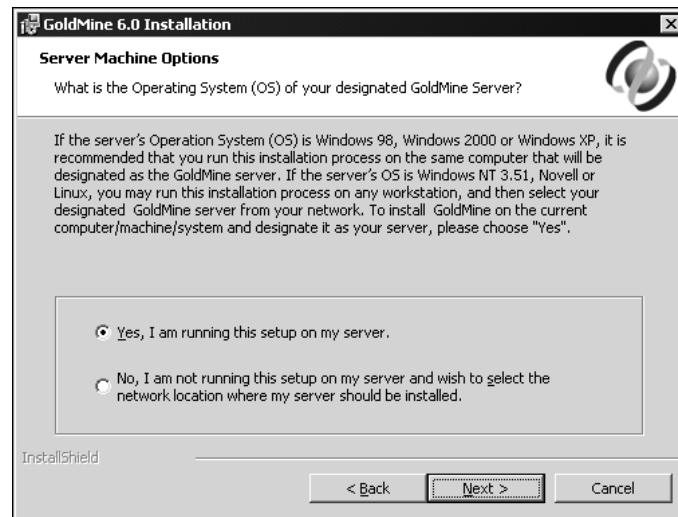 GoldMine 6.0 Installation
Server Machine Options
What is the Operating System (OS) of your designated GoldMine Server?
If the server's Operation System (OS) is Windows 98, Windows 2000 or Windows XP, it is
recommended that you run this installation process on the same computer that will be
designated as the GoldMine server. If the server's OS is Windows NT 3.51, Novell or
Linux, you may run this installation process on any workstation, and then select your
designated GoldMine server from your network. To install GoldMine on the current
computer/machine/system and designate it as your server, please choose "Yes".
Yes, I am running this setup on my server.
No, I am not running this setup on my server and wish to select the
network location where my server should be installed.
InstallShield
< Back
Next >
Cancel